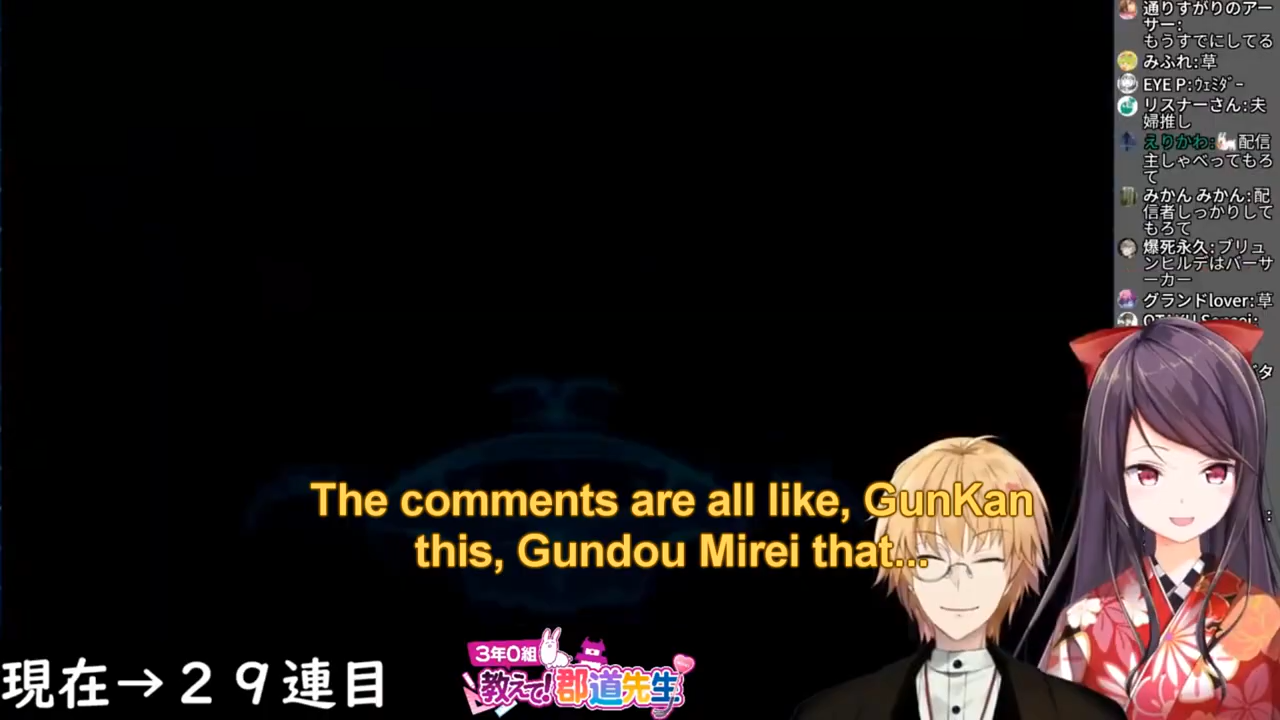 通りすがりのアー
サー:
もうすでにしてる
みふれ:草
EYE P:ｳｪﾐﾀﾞｰ
リスナーさん:夫
婦推し
えりかわ:配信
主しゃべってもろ
て
みかん みかん:配
信者しっかりして
もろて
爆死永久:ブリュ
ンヒルデはバーサ
ーカー
グランドlover:草
The comments are all like, GunKan
this, Gundou Mirei that...
現在→２９連目
3年0組
教えて!郡道先生